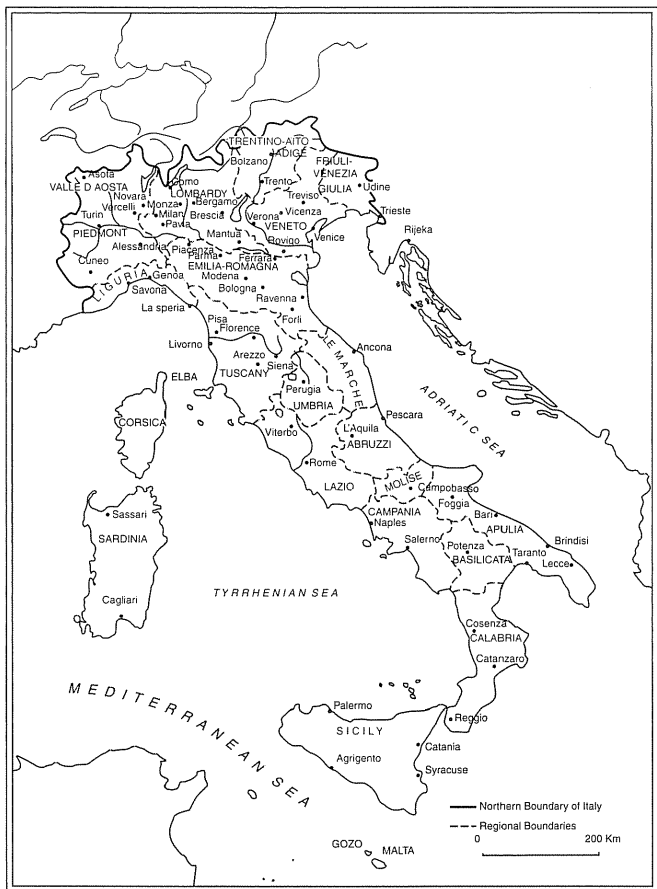 TRENTINO-AITO
ADIGE
Bolzano
FRIULI-
VENEZIA
GIULIA
Asota
VALLE D AOSTA
Como
LOMBARDY
Trento
Udine
Novara
Monza
Bergamo
Treviso
Vercelli
Milan
Brescia
Verona
Vicenza
Trieste
Turin
Pavia
VENETO
Rijeka
PIEDMONT
Mantua
Venice
Rovigo
Alessandria
Piacenza
Parma
Ferrara
EMILIA-ROMAGNA
Cuneo
Genoa
Modena
LIGURIA
Savona
Bologna
Ravenna
La speria
Forli
Pisa
Florence
Livorno
LE MARCHE
Ancona
Arezzo
Siena
TUSCANY
ELBA
Perugia
UMBRIA
ADRIATIC SEA
CORSICA
Pescara
Viterbo
L'Aquila
ABRUZZI
Rome
LAZIO
MOLISE
Campobasso
Foggia
Sassari
CAMPANIA
Naples
Bari
APULIA
SARDINIA
Salerno
Potenza
BASILICATA
Taranto
Brindisi
Lecce
TYRRHENIAN SEA
Cagliari
Cosenza
CALABRIA
Catanzaro
MEDITERRANEAN SEA
Palermo
Reggio
SICILY
Catania
Agrigento
Syracuse
Northern Boundary of Italy
Regional Boundaries
0 200 Km
GOZO
MALTA